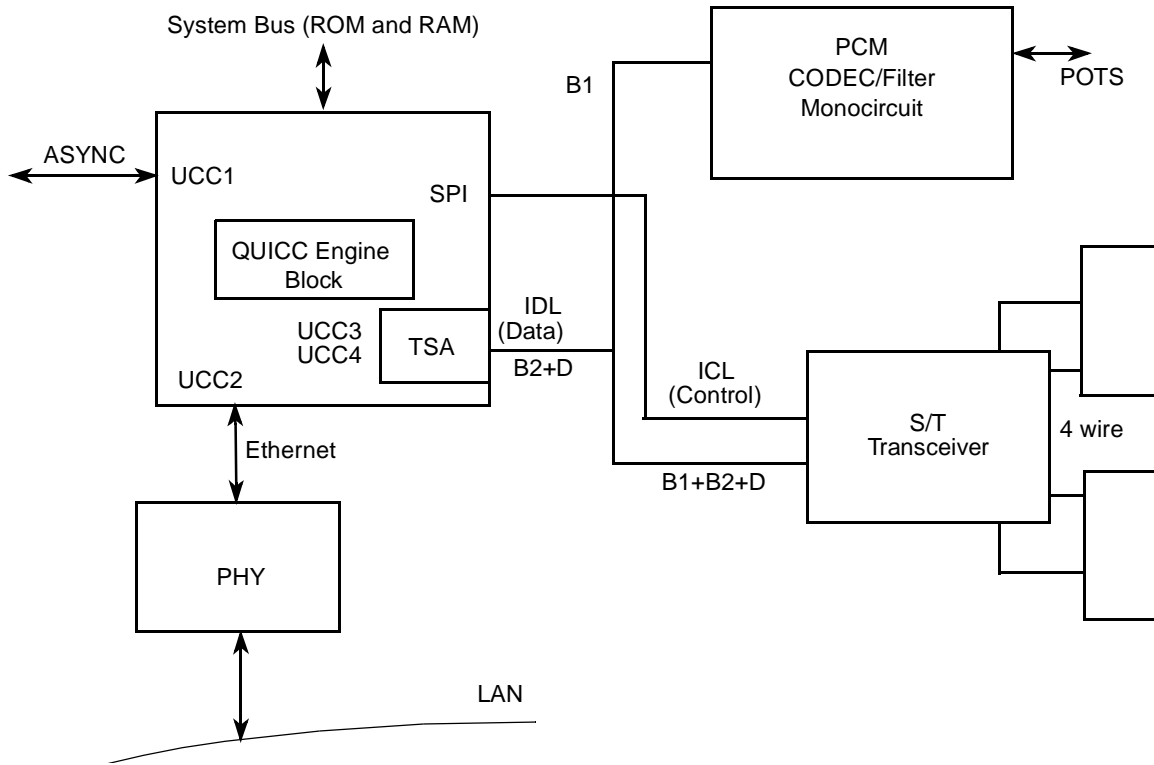 System Bus (ROM and RAM)
PCM
CODEC/Filter
Monocircuit
POTS
B1
ASYNC
UCC1
SPI
QUICC Engine
Block
IDL
(Data)
UCC3
UCC4
TSA
B2+D
UCC2
ICL
(Control)
S/T
Transceiver
4 wire
Ethernet
B1+B2+D
PHY
LAN